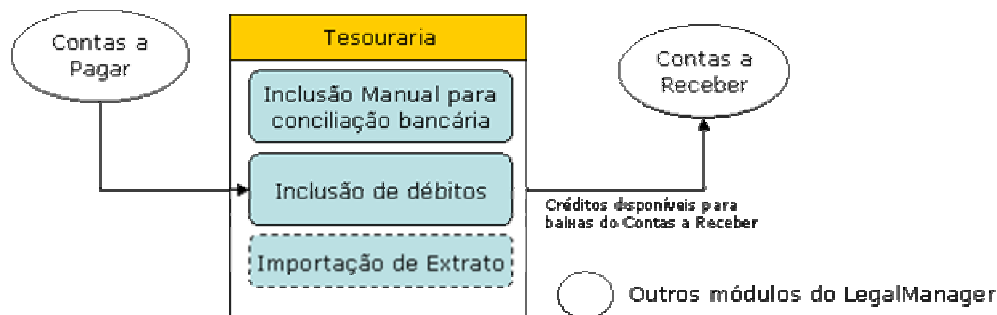 Contas a
Pagar
Tesouraria
Inclusão Manual para
conciliação bancária
Inclusão de débitos
Importação de Extrato
Contas a
Receber
Créditos disponíveis para
baixas do Contas a Receber
Outros módulos do LegalManager